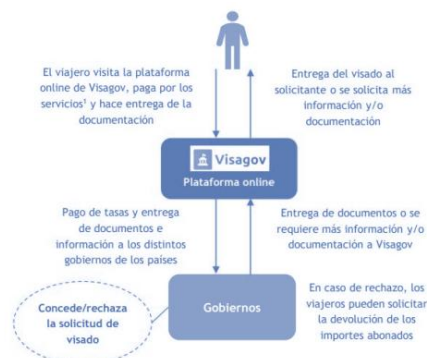 El viajero visita la plataforma
online de Visagov, paga por los
servicios¹ y hace entrega de la
documentación
Entrega del visado al
solicitante o se solicita más
información y/o
documentación
Visagov
Plataforma online
Pago de tasas y entrega
de documentos e
información a los distintos
gobiernos de los países
Entrega de documentos o se
requiere más información y/o
documentación a Visagov
Concede/rechaza
la solicitud de
visado
Gobiernos
En caso de rechazo, los
viajeros pueden solicitar
la devolución de los
importes abonados